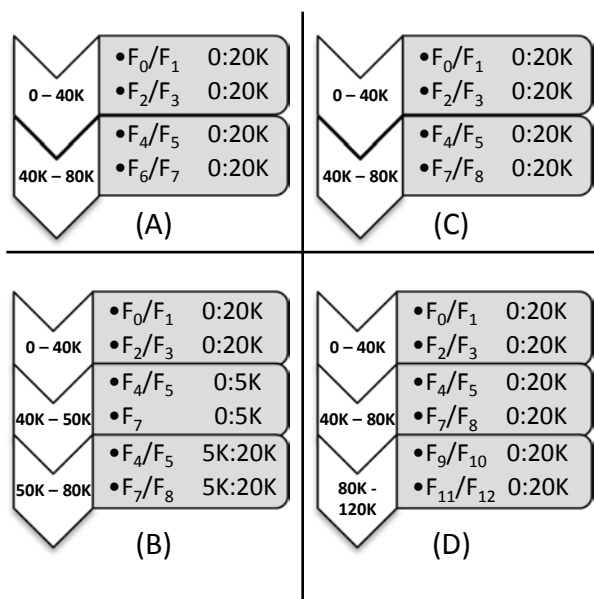 0 – 40K
•F₀/F₁ 0:20K
•F₂/F₃ 0:20K
40K – 80K
•F₄/F₅ 0:20K
•F₆/F₇ 0:20K
(A)
0 – 40K
•F₀/F₁ 0:20K
•F₂/F₃ 0:20K
40K – 80K
•F₄/F₅ 0:20K
•F₇/F₈ 0:20K
(C)
0 – 40K
•F₀/F₁ 0:20K
•F₂/F₃ 0:20K
40K – 50K
•F₄/F₅ 0:5K
•F₇ 0:5K
50K – 80K
•F₄/F₅ 5K:20K
•F₇/F₈ 5K:20K
(B)
0 – 40K
•F₀/F₁ 0:20K
•F₂/F₃ 0:20K
40K – 80K
•F₄/F₅ 0:20K
•F₇/F₈ 0:20K
80K -
120K
•F₉/F₁₀ 0:20K
•F₁₁/F₁₂ 0:20K
(D)